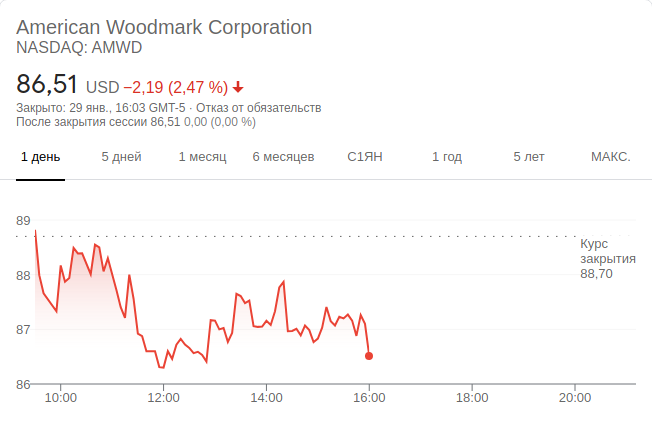 American Woodmark Corporation
NASDAQ: AMWD
86,51 USD −2,19 (2,47 %)
Закрыто: 29 янв., 16:03 GMT-5 · Отказ от обязательств
После закрытия сессии 86,51 0,00 (0,00 %)
1 день 5 дней 1 месяц 6 месяцев С1ЯН 1 год 5 лет МАКС.
89
Курс
закрытия
88,70
88
87
86
10:00 12:00 14:00 16:00 18:00 20:00